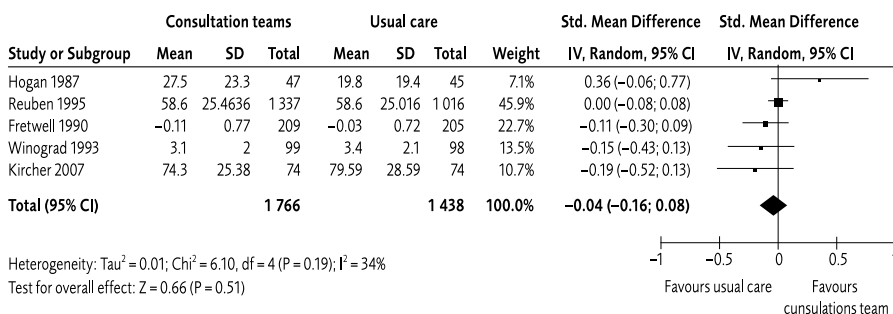 Consultation teams Usual care Std. Mean Difference Std. Mean Difference
Study or Subgroup Mean SD Total Mean SD Total Weight IV, Random, 95% CI IV, Random, 95% CI
Hogan 1987 27.5 23.3 47 19.8 19.4 45 7.1% 0.36 (−0.06; 0.77)
Reuben 1995 58.6 25.4636 1 337 58.6 25.016 1 016 45.9% 0.00 (−0.08; 0.08)
Fretwell 1990 −0.11 0.77 209 −0.03 0.72 205 22.7% −0.11 (−0.30; 0.09)
Winograd 1993 3.1 2 99 3.4 2.1 98 13.5% −0.15 (−0.43; 0.13)
Kircher 2007 74.3 25.38 74 79.59 28.59 74 10.7% −0.19 (−0.52; 0.13)
Total (95% CI) 1 766 1 438 100.0% −0.04 (−0.16; 0.08)
Heterogeneity: Tau² = 0.01; Chi² = 6.10, df = 4 (P = 0.19); I² = 34%
Test for overall effect: Z = 0.66 (P = 0.51)
−1 −0.5 0 0.5
Favours usual care Favours
cunsulations team